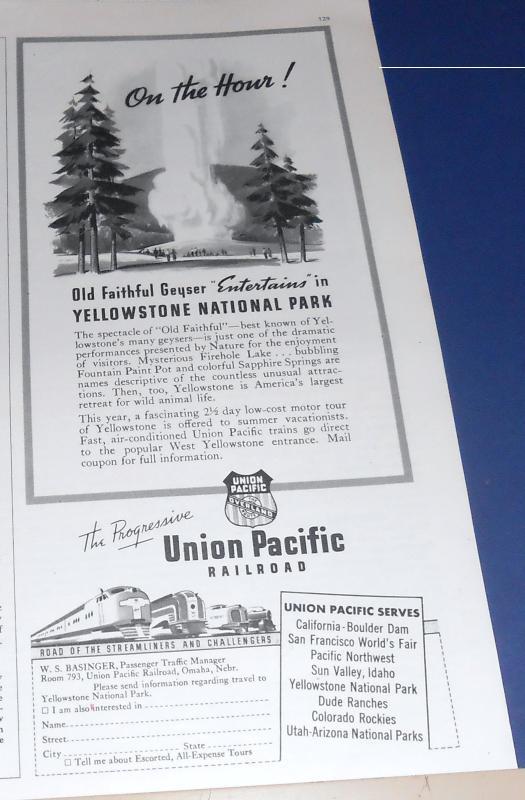 129
On the Hour!
Old Faithful Geyser "Entertains" in
YELLOWSTONE NATIONAL PARK
The spectacle of "Old Faithful"—best known of Yel-
lowstone's many geysers—is just one of the dramatic
performances presented by Nature for the enjoyment
of visitors. Mysterious Firehole Lake . . . bubbling
Fountain Paint Pot and colorful Sapphire Springs are
names descriptive of the countless unusual attrac-
tions. Then, too, Yellowstone is America's largest
retreat for wild animal life.
This year, a fascinating 2½ day low-cost motor tour
of Yellowstone is offered to summer vacationists.
Fast, air-conditioned Union Pacific trains go direct
to the popular West Yellowstone entrance. Mail
coupon for full information.
UNION
PACIFIC
OVERLAND
The Progressive
Union Pacific
RAILROAD
ROAD OF THE STREAMLINERS AND CHALLENGERS
W. S. BASINGER, Passenger Traffic Manager
Room 793, Union Pacific Railroad, Omaha, Nebr.
Please send information regarding travel to
Yellowstone National Park.
☐ I am also interested in
Name
Street
City State
☐ Tell me about Escorted, All-Expense Tours
UNION PACIFIC SERVES
California-Boulder Dam
San Francisco World's Fair
Pacific Northwest
Sun Valley, Idaho
Yellowstone National Park
Dude Ranches
Colorado Rockies
Utah-Arizona National Parks